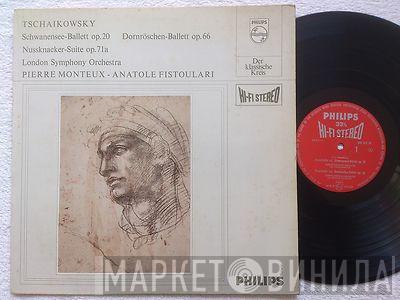 TSCHAIKOWSKY
Schwanensee-Ballett op.20 Dornröschen-Ballett op.66
Nussknacker-Suite op.71a
London Symphony Orchestra
PIERRE MONTEUX - ANATOLE FISTOULARI
PHILIPS
Der
klassische
Kreis
HI-FI STEREO
PHILIPS
PHILIPS
33⅓
HI-FI STEREO
1
МАРКЕТ ВИНИЛА